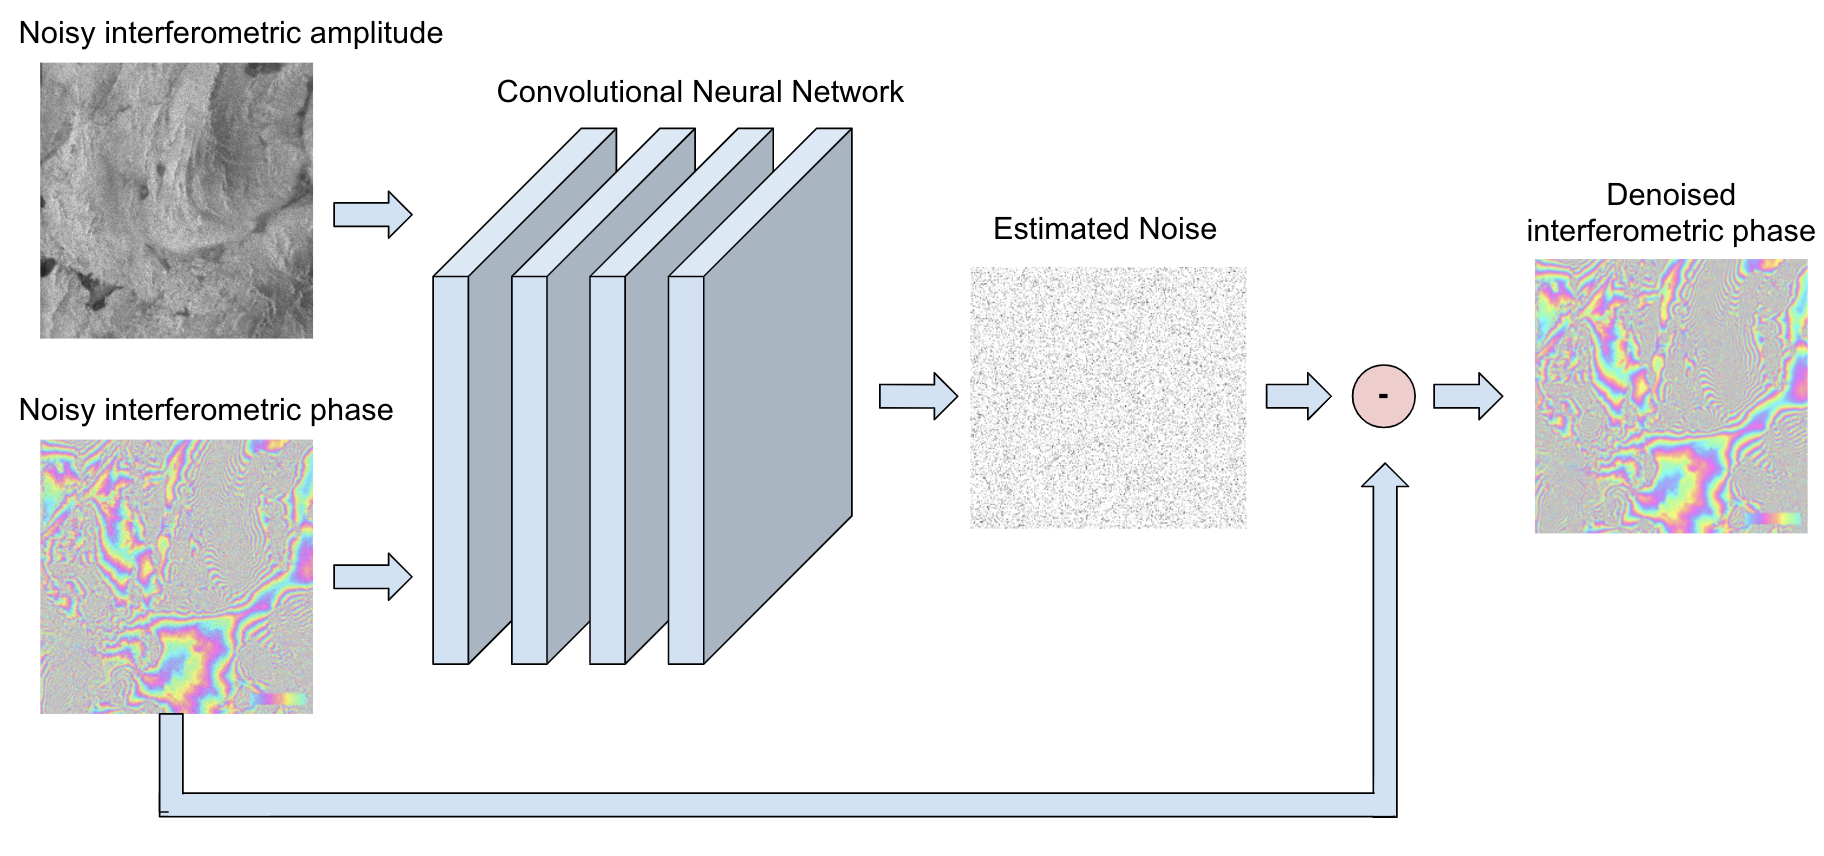 Noisy interferometric amplitude
Convolutional Neural Network
Noisy interferometric phase
Estimated Noise
-
Denoised
interferometric phase